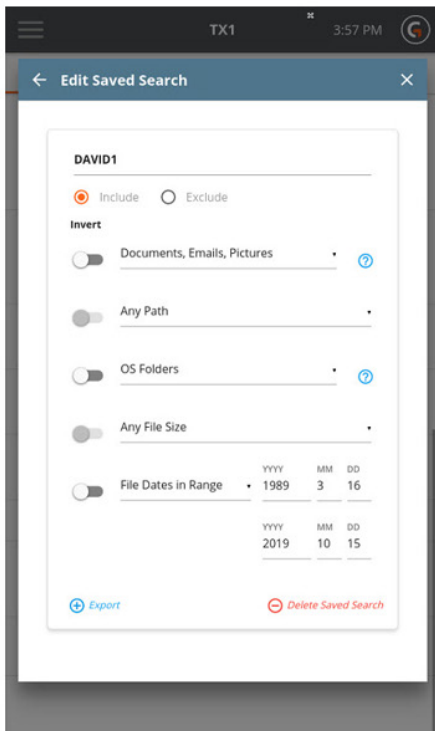 TX1 3:57 PM
Edit Saved Search
DAVID1
Include Exclude
Invert
Documents, Emails, Pictures
Any Path
OS Folders
Any File Size
YYYY MM DD
File Dates in Range 1989 3 16
YYYY MM DD
2019 10 15
Export Delete Saved Search